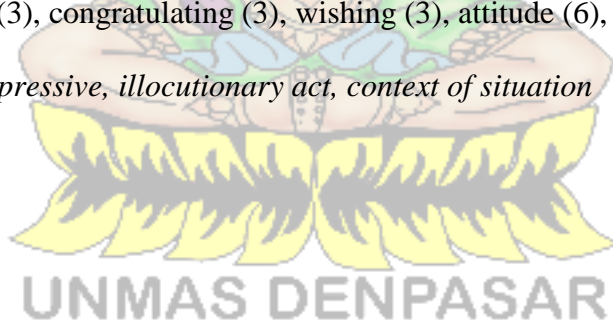 (3), congratulating (3), wishing (3), attitude (6),
pressive, illocutionary act, context of situation
UNMAS DENPASAR